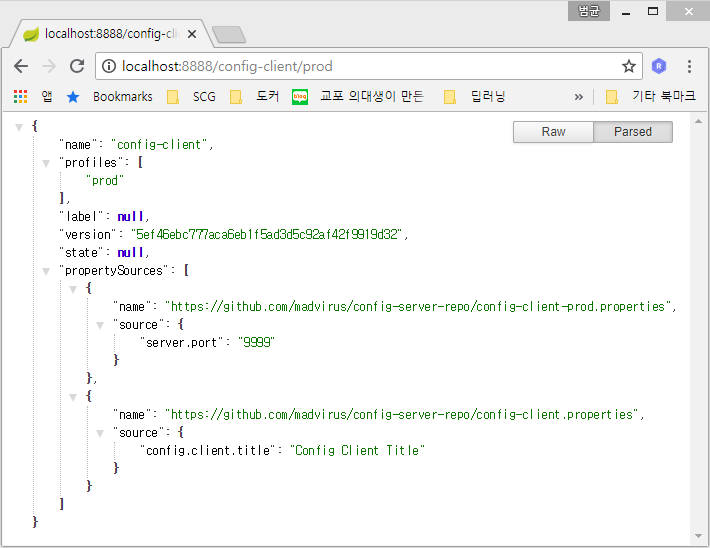 범균
localhost:8888/config-cli
localhost:8888/config-client/prod
앱 Bookmarks SCG 도커 blog 교포 의대생이 만든 딥러닝 » 기타 북마크
Raw Parsed
{
"name": "config-client",
"profiles": [
"prod"
],
"label": null,
"version": "5ef46ebc777aca6eb1f5ad3d5c92af42f9919d32",
"state": null,
"propertySources": [
{
"name": "https://github.com/madvirus/config-server-repo/config-client-prod.properties",
"source": {
"server.port": "9999"
}
},
{
"name": "https://github.com/madvirus/config-server-repo/config-client.properties",
"source": {
"config.client.title": "Config Client Title"
}
}
]
}